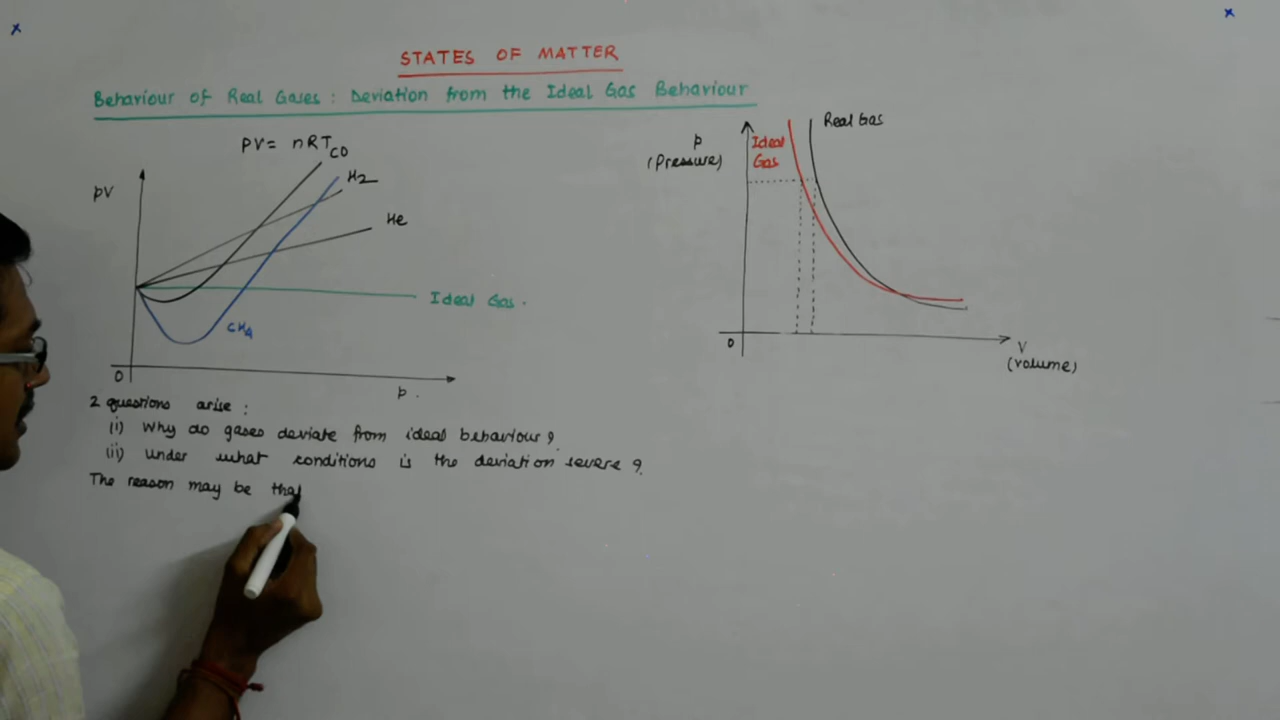 STATES OF MATTER
Behaviour of Real Gases : Deviation from the Ideal Gas Behaviour
PV = nRT
CO
H2
He
pV
Ideal Gas.
CH4
0
p.
p
(Pressure)
Ideal
Gas
Real Gas
0
V
(volume)
2 questions arise :
(i) Why do gases deviate from ideal behaviour ?
(ii) under what conditions is the deviation severe ?
The reason may be that